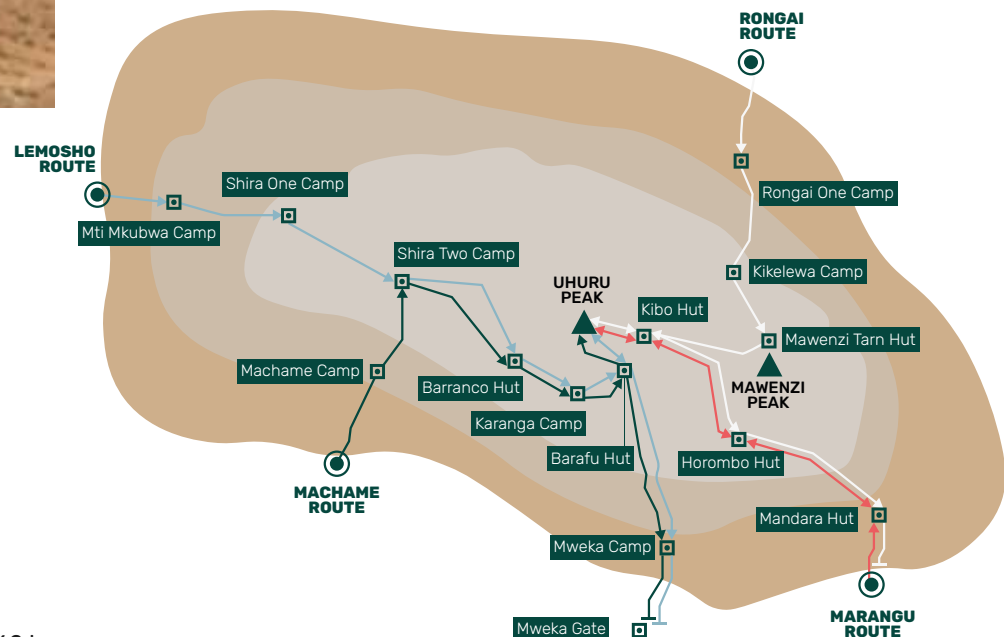 RONGAI
ROUTE
LEMOSHO
ROUTE
Shira One Camp
Rongai One Camp
Mti Mkubwa Camp
Shira Two Camp
Kikelewa Camp
UHURU
PEAK
Kibo Hut
Mawenzi Tarn Hut
Machame Camp
Barranco Hut
MAWENZI
PEAK
Karanga Camp
Barafu Hut
Horombo Hut
MACHAME
ROUTE
Mandara Hut
Mweka Camp
MARANGU
ROUTE
Mweka Gate